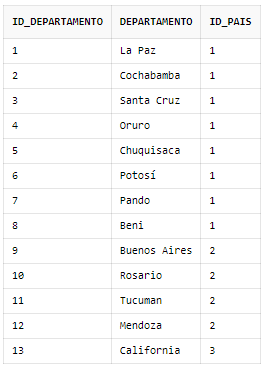 ID_DEPARTAMENTO DEPARTAMENTO ID_PAIS
1 La Paz 1
2 Cochabamba 1
3 Santa Cruz 1
4 Oruro 1
5 Chuquisaca 1
6 Potosí 1
7 Pando 1
8 Beni 1
9 Buenos Aires 2
10 Rosario 2
11 Tucuman 2
12 Mendoza 2
13 California 3